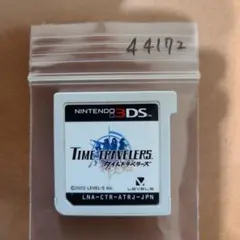 44172
NINTENDO 3DS
TIME TRAVELERS
タイムトラベラーズ
©2012 LEVEL-5 Inc.
LEVEL5
LNA-CTR-ATRJ-JPN